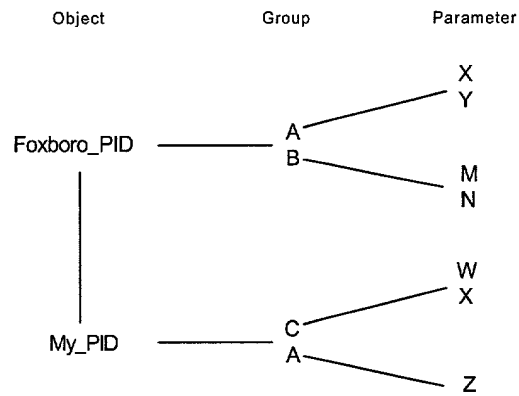 Object Group Parameter
X
Y
A
Foxboro_PID
B
M
N
W
X
C
My_PID
A
Z